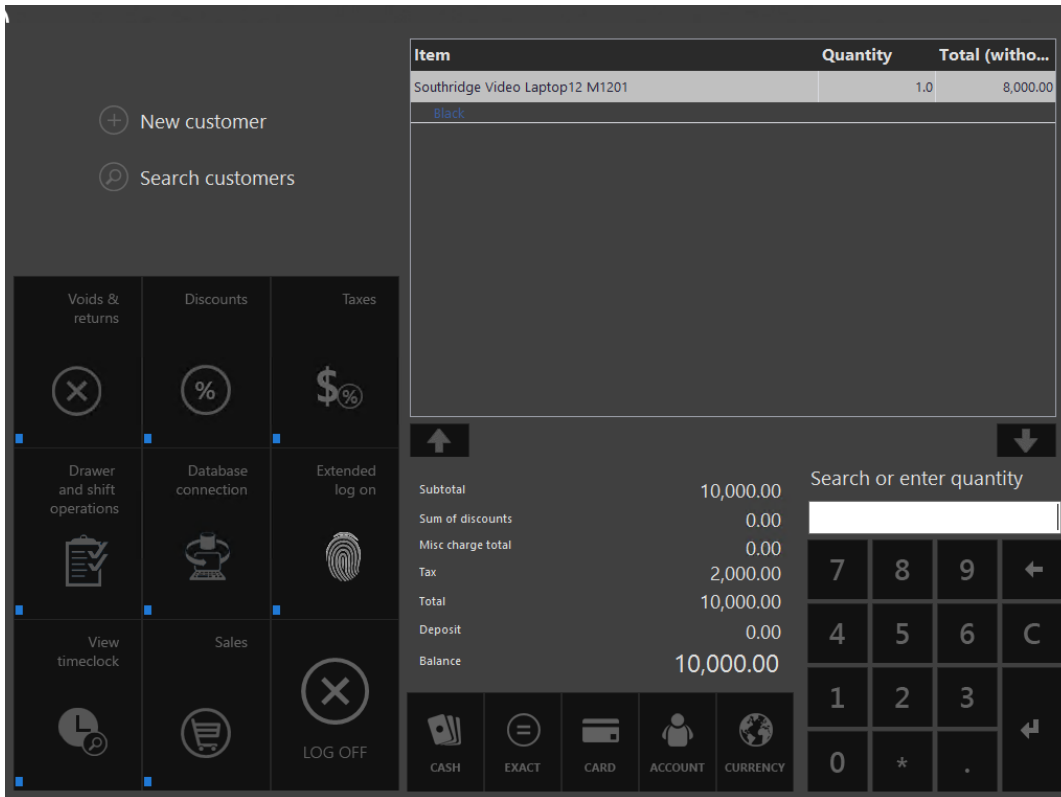 Item Quantity Total (witho...
Southridge Video Laptop12 M1201 1.0 8,000.00
Black
New customer
Search customers
Voids &
returns
Discounts
Taxes
%
$%
Drawer
and shift
operations
Database
connection
Extended
log on
View
timeclock
Sales
LOG OFF
Subtotal 10,000.00
Sum of discounts 0.00
Misc charge total 0.00
Tax 2,000.00
Total 10,000.00
Deposit 0.00
Balance 10,000.00
CASH
EXACT
CARD
ACCOUNT
CURRENCY
Search or enter quantity
7 8 9
4 5 6 C
1 2 3
0 * .